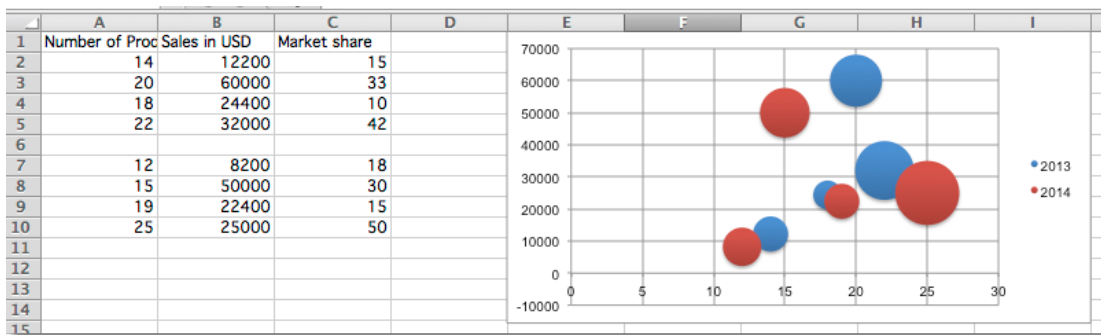 A B C D E F G H I
1 Number of Prod Sales in USD Market share
2 14 12200 15
3 20 60000 33
4 18 24400 10
5 22 32000 42
6
7 12 8200 18
8 15 50000 30
9 19 22400 15
10 25 25000 50
11
12
13
14
15
70000
60000
50000
40000
30000
20000
10000
0
-10000
0 5 10 15 20 25 30
2013
2014